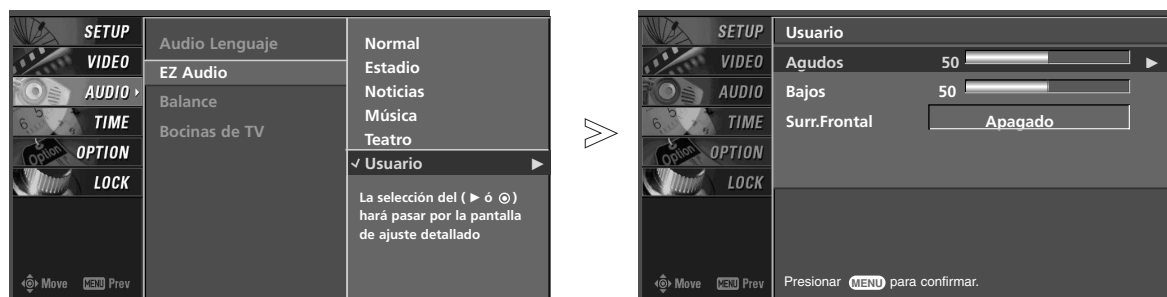 SETUP
VIDEO
AUDIO
TIME
OPTION
LOCK
Move MENU Prev
Audio Lenguaje
EZ Audio
Balance
Bocinas de TV
Normal
Estadio
Noticias
Música
Teatro
✓ Usuario ►
La selección del ( ► ó ◉ )
hará pasar por la pantalla
de ajuste detallado
SETUP
VIDEO
AUDIO
TIME
OPTION
LOCK
Move MENU Prev
Usuario
Agudos 50 ►
Bajos 50
Surr.Frontal Apagado
Presionar MENU para confirmar.